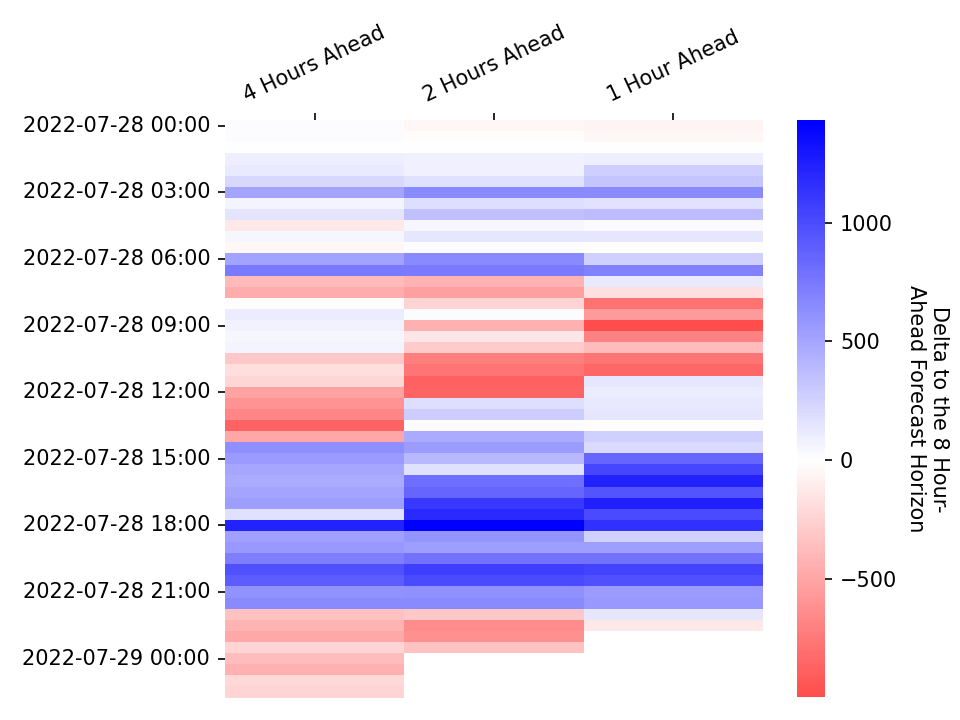 4 Hours Ahead
2 Hours Ahead
1 Hour Ahead
2022-07-28 00:00
2022-07-28 03:00
2022-07-28 06:00
2022-07-28 09:00
2022-07-28 12:00
2022-07-28 15:00
2022-07-28 18:00
2022-07-28 21:00
2022-07-29 00:00
1000
500
0
−500
Delta to the 8 Hour-
Ahead Forecast Horizon